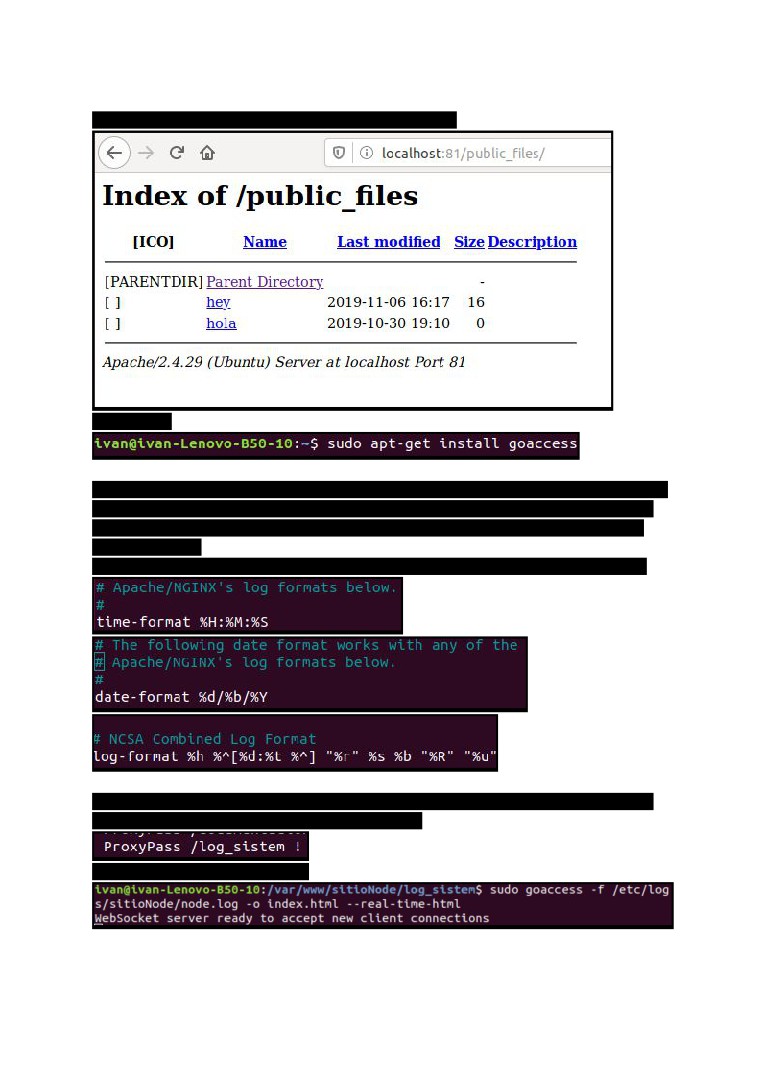 localhost:81/public_files/
Index of /public_files
[ICO] Name Last modified Size Description
[PARENTDIR] Parent Directory -
[ ] hey 2019-11-06 16:17 16
[ ] hola 2019-10-30 19:10 0
Apache/2.4.29 (Ubuntu) Server at localhost Port 81
ivan@ivan-Lenovo-B50-10:~$ sudo apt-get install goaccess
# Apache/NGINX's log formats below.
#
time-format %H:%M:%S
# The following date format works with any of the
# Apache/NGINX's log formats below.
#
date-format %d/%b/%Y
# NCSA Combined Log Format
log-format %h %^[%d:%t %^] "%r" %s %b "%R" "%u"
ProxyPass /log_sistem !
ivan@ivan-Lenovo-B50-10:/var/www/sitioNode/log_sistem$ sudo goaccess -f /etc/log
s/sitioNode/node.log -o index.html --real-time-html
WebSocket server ready to accept new client connections